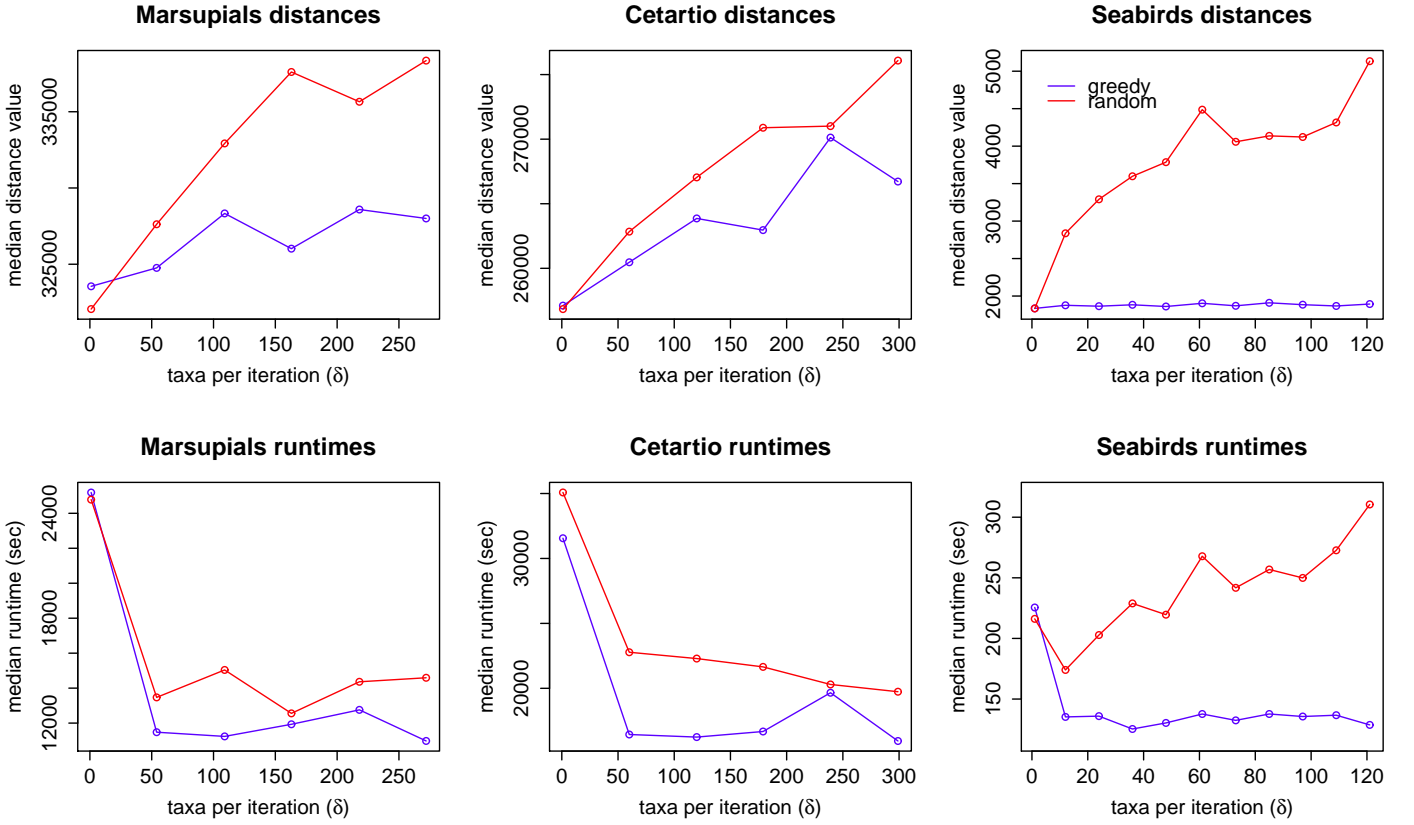 Marsupials distances
median distance value
325000 335000
0 50 100 150 200 250
taxa per iteration (δ)
Cetartio distances
median distance value
260000 270000
0 50 100 150 200 250 300
taxa per iteration (δ)
Seabirds distances
median distance value
2000 3000 4000 5000
greedy
random
0 20 40 60 80 100 120
taxa per iteration (δ)
Marsupials runtimes
median runtime (sec)
12000 18000 24000
0 50 100 150 200 250
taxa per iteration (δ)
Cetartio runtimes
median runtime (sec)
20000 30000
0 50 100 150 200 250 300
taxa per iteration (δ)
Seabirds runtimes
median runtime (sec)
150 200 250 300
0 20 40 60 80 100 120
taxa per iteration (δ)